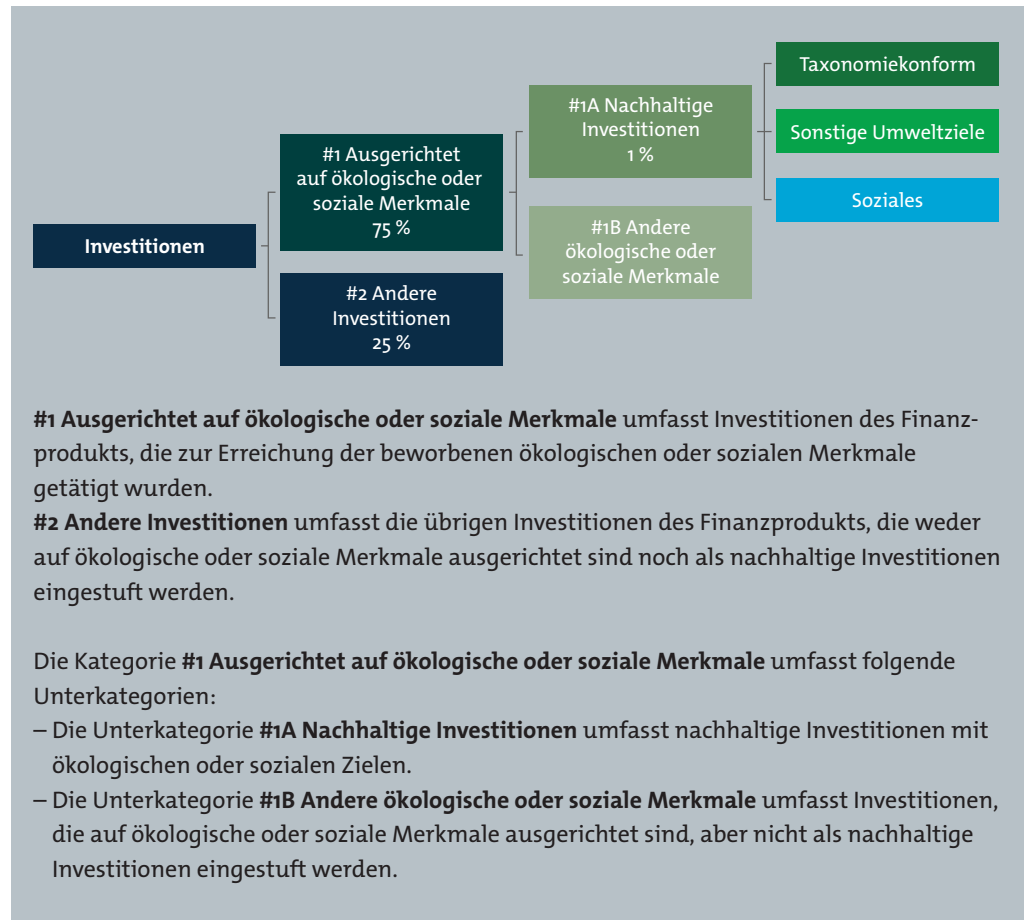 Taxonomiekonform
#1A Nachhaltige
Investitionen
1 %
Sonstige Umweltziele
#1 Ausgerichtet
auf ökologische oder
soziale Merkmale
75 %
Soziales
Investitionen
#1B Andere
ökologische oder
soziale Merkmale
#2 Andere
Investitionen
25 %
#1 Ausgerichtet auf ökologische oder soziale Merkmale umfasst Investitionen des Finanz-
produkts, die zur Erreichung der beworbenen ökologischen oder sozialen Merkmale
getätigt wurden.
#2 Andere Investitionen umfasst die übrigen Investitionen des Finanzprodukts, die weder
auf ökologische oder soziale Merkmale ausgerichtet sind noch als nachhaltige Investitionen
eingestuft werden.
Die Kategorie #1 Ausgerichtet auf ökologische oder soziale Merkmale umfasst folgende
Unterkategorien:
– Die Unterkategorie #1A Nachhaltige Investitionen umfasst nachhaltige Investitionen mit
ökologischen oder sozialen Zielen.
– Die Unterkategorie #1B Andere ökologische oder soziale Merkmale umfasst Investitionen,
die auf ökologische oder soziale Merkmale ausgerichtet sind, aber nicht als nachhaltige
Investitionen eingestuft werden.